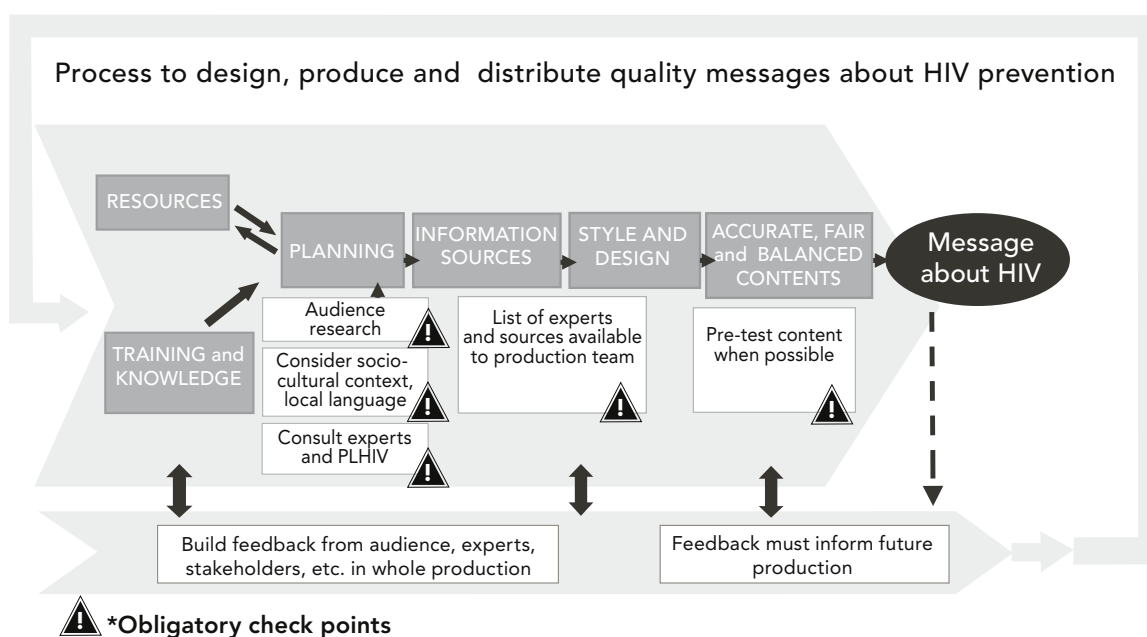 Process to design, produce and distribute quality messages about HIV prevention
RESOURCES
TRAINING and
KNOWLEDGE
PLANNING
Audience
research
Consider socio-
cultural context,
local language
Consult experts
and PLHIV
INFORMATION
SOURCES
List of experts
and sources available
to production team
STYLE AND
DESIGN
ACCURATE, FAIR
and BALANCED
CONTENTS
Pre-test content
when possible
Message
about HIV
Build feedback from audience, experts,
stakeholders, etc. in whole production
Feedback must inform future
production
*Obligatory check points